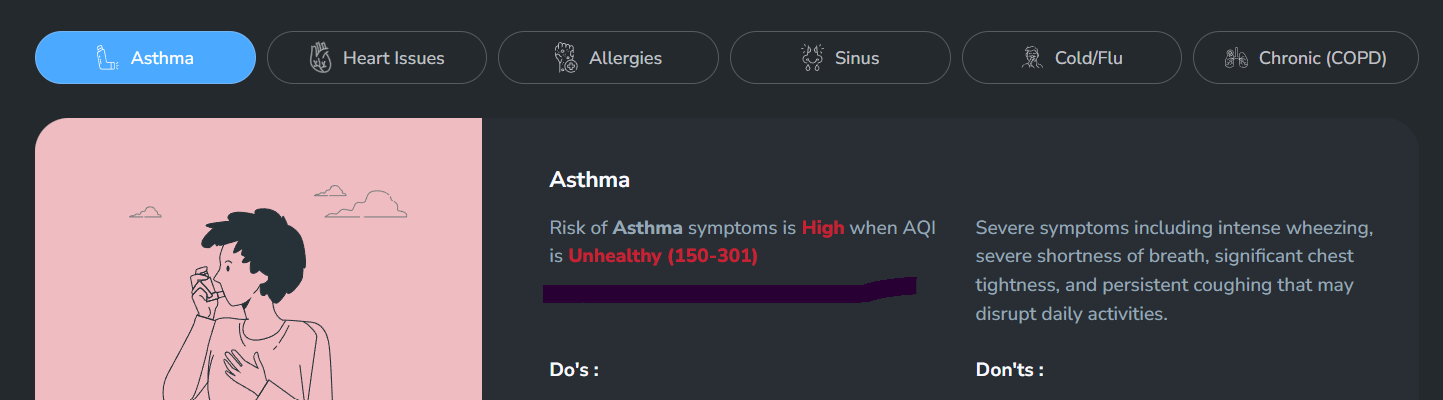 Asthma
Heart Issues
Allergies
Sinus
Cold/Flu
Chronic (COPD)
Asthma
Risk of Asthma symptoms is High when AQI
is Unhealthy (150-301)
Severe symptoms including intense wheezing,
severe shortness of breath, significant chest
tightness, and persistent coughing that may
disrupt daily activities.
Do's :
Don'ts :